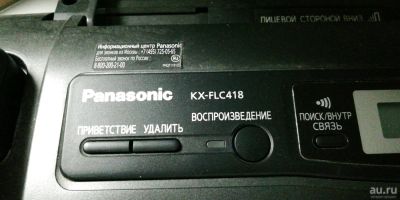 ЛИЦЕВОЙ СТОРОНОЙ ВНИЗ
Информационный центр Panasonic
для звонков из Москвы: +7 (495) 725-05-65
Бесплатный звонок по России:
8-800-200-21-00
Panasonic KX-FLC418
ВОСПРОИЗВЕДЕНИЕ
ПРИВЕТСТВИЕ УДАЛИТЬ
ПОИСК/ВНУТР
СВЯЗЬ
au.ru